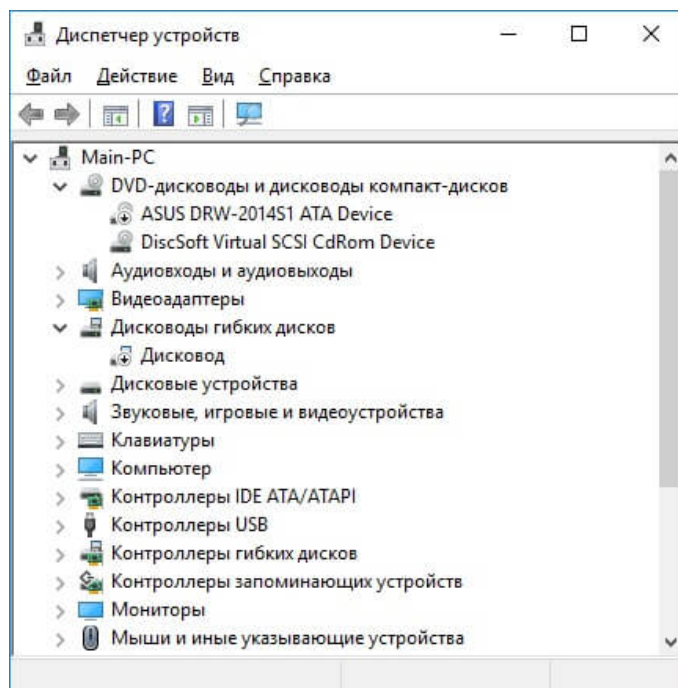 Диспетчер устройств
Файл Действие Вид Справка
Main-PC
DVD-дисководы и дисководы компакт-дисков
ASUS DRW-2014S1 ATA Device
DiscSoft Virtual SCSI CdRom Device
Аудиовходы и аудиовыходы
Видеоадаптеры
Дисководы гибких дисков
Дисковод
Дисковые устройства
Звуковые, игровые и видеоустройства
Клавиатуры
Компьютер
Контроллеры IDE ATA/ATAPI
Контроллеры USB
Контроллеры гибких дисков
Контроллеры запоминающих устройств
Мониторы
Мыши и иные указывающие устройства